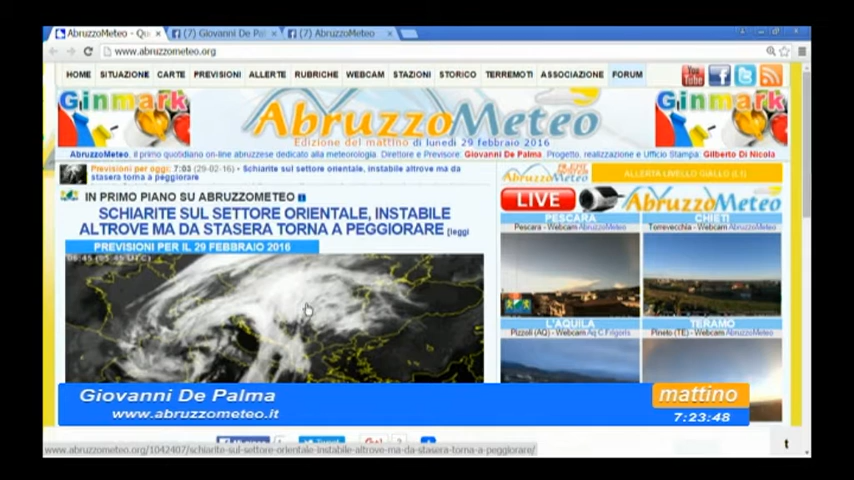 AbruzzoMeteo - Qu
(7) Giovanni De Pal
(7) AbruzzoMeteo
www.abruzzometeo.org
HOME SITUAZIONE CARTE PREVISIONI ALLERTE RUBRICHE WEBCAM STAZIONI STORICO TERREMOTI ASSOCIAZIONE FORUM
You Tube
Ginmark
AbruzzoMeteo
Ginmark
Edizione del mattino di lunedì 29 febbraio 2016
AbruzzoMeteo, il primo quotidiano on-line abruzzese dedicato alla meteorologia. Direttore e Previsore: Giovanni De Palma Progetto, realizzazione e Ufficio Stampa: Gilberto Di Nicola
Previsioni per oggi: 7:03 (29-02-16) • Schiarite sul settore orientale, instabile altrove ma da
stasera torna a peggiorare
ALLERTA LIVELLO GIALLO (L1)
IN PRIMO PIANO SU ABRUZZOMETEO
LIVE
AbruzzoMeteo
SCHIARITE SUL SETTORE ORIENTALE, INSTABILE
ALTROVE MA DA STASERA TORNA A PEGGIORARE [leggi
PREVISIONI PER IL 29 FEBBRAIO 2016
PESCARA
Pescara - Webcam AbruzzoMeteo
CHIETI
Torrevecchia - Webcam AbruzzoMeteo
L'AQUILA
Pizzoli (AQ) - Webcam Aq C.Frigoris
TERAMO
Pineto (TE) - Webcam AbruzzoMeteo
Giovanni De Palma
www.abruzzometeo.it
mattino
7:23:48
www.abruzzometeo.org/1042407/schiarite-sul-settore-orientale-instabile-altrove-ma-da-stasera-torna-a-peggiorare/